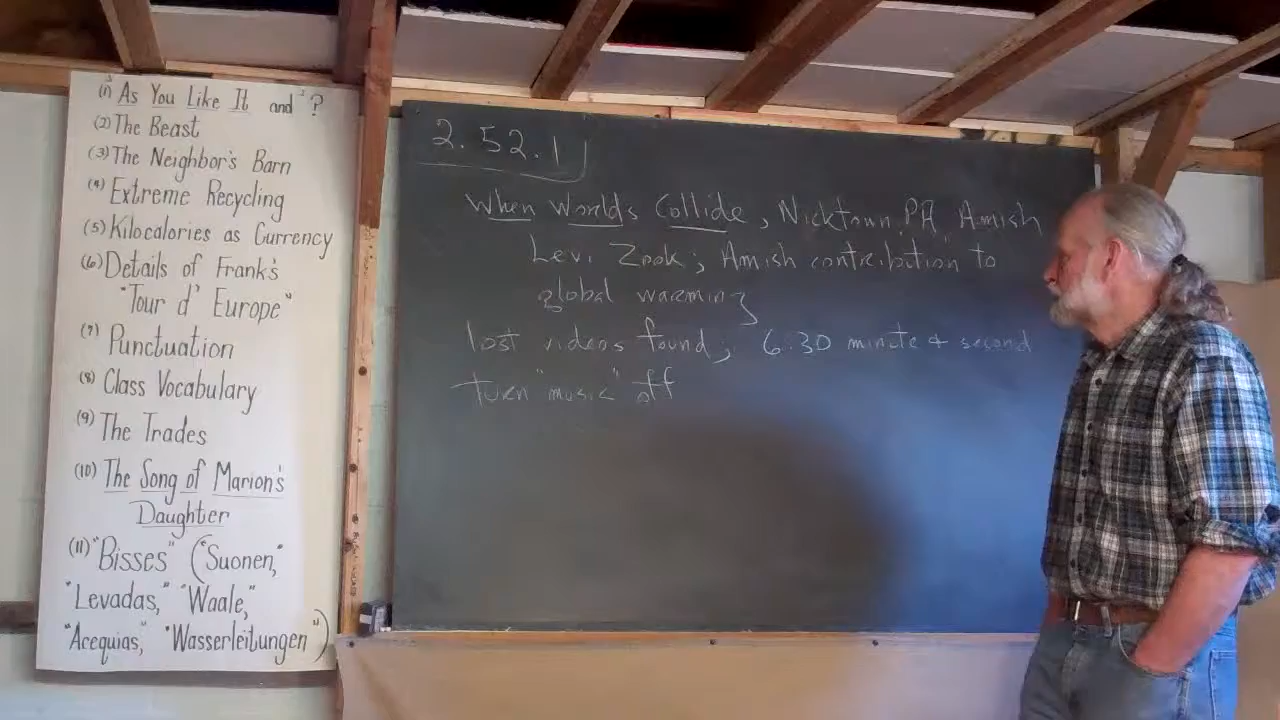 (1) As You Like It and ?
(2) The Beast
(3) The Neighbor's Barn
(4) Extreme Recycling
(5) Kilocalories as Currency
(6) Details of Frank's
"Tour d' Europe"
(7) Punctuation
(8) Class Vocabulary
(9) The Trades
(10) The Song of Marion's
Daughter
(11) "Bisses" ("Suonen,"
"Levadas," "Waale,"
"Acequias," "Wasserleitungen")
2.52.1
When Worlds Collide, Nicktown, PA, Amish
Levi Zook; Amish contribution to
global warming
lost videos found; 6.30 minute & second
turn "music" off